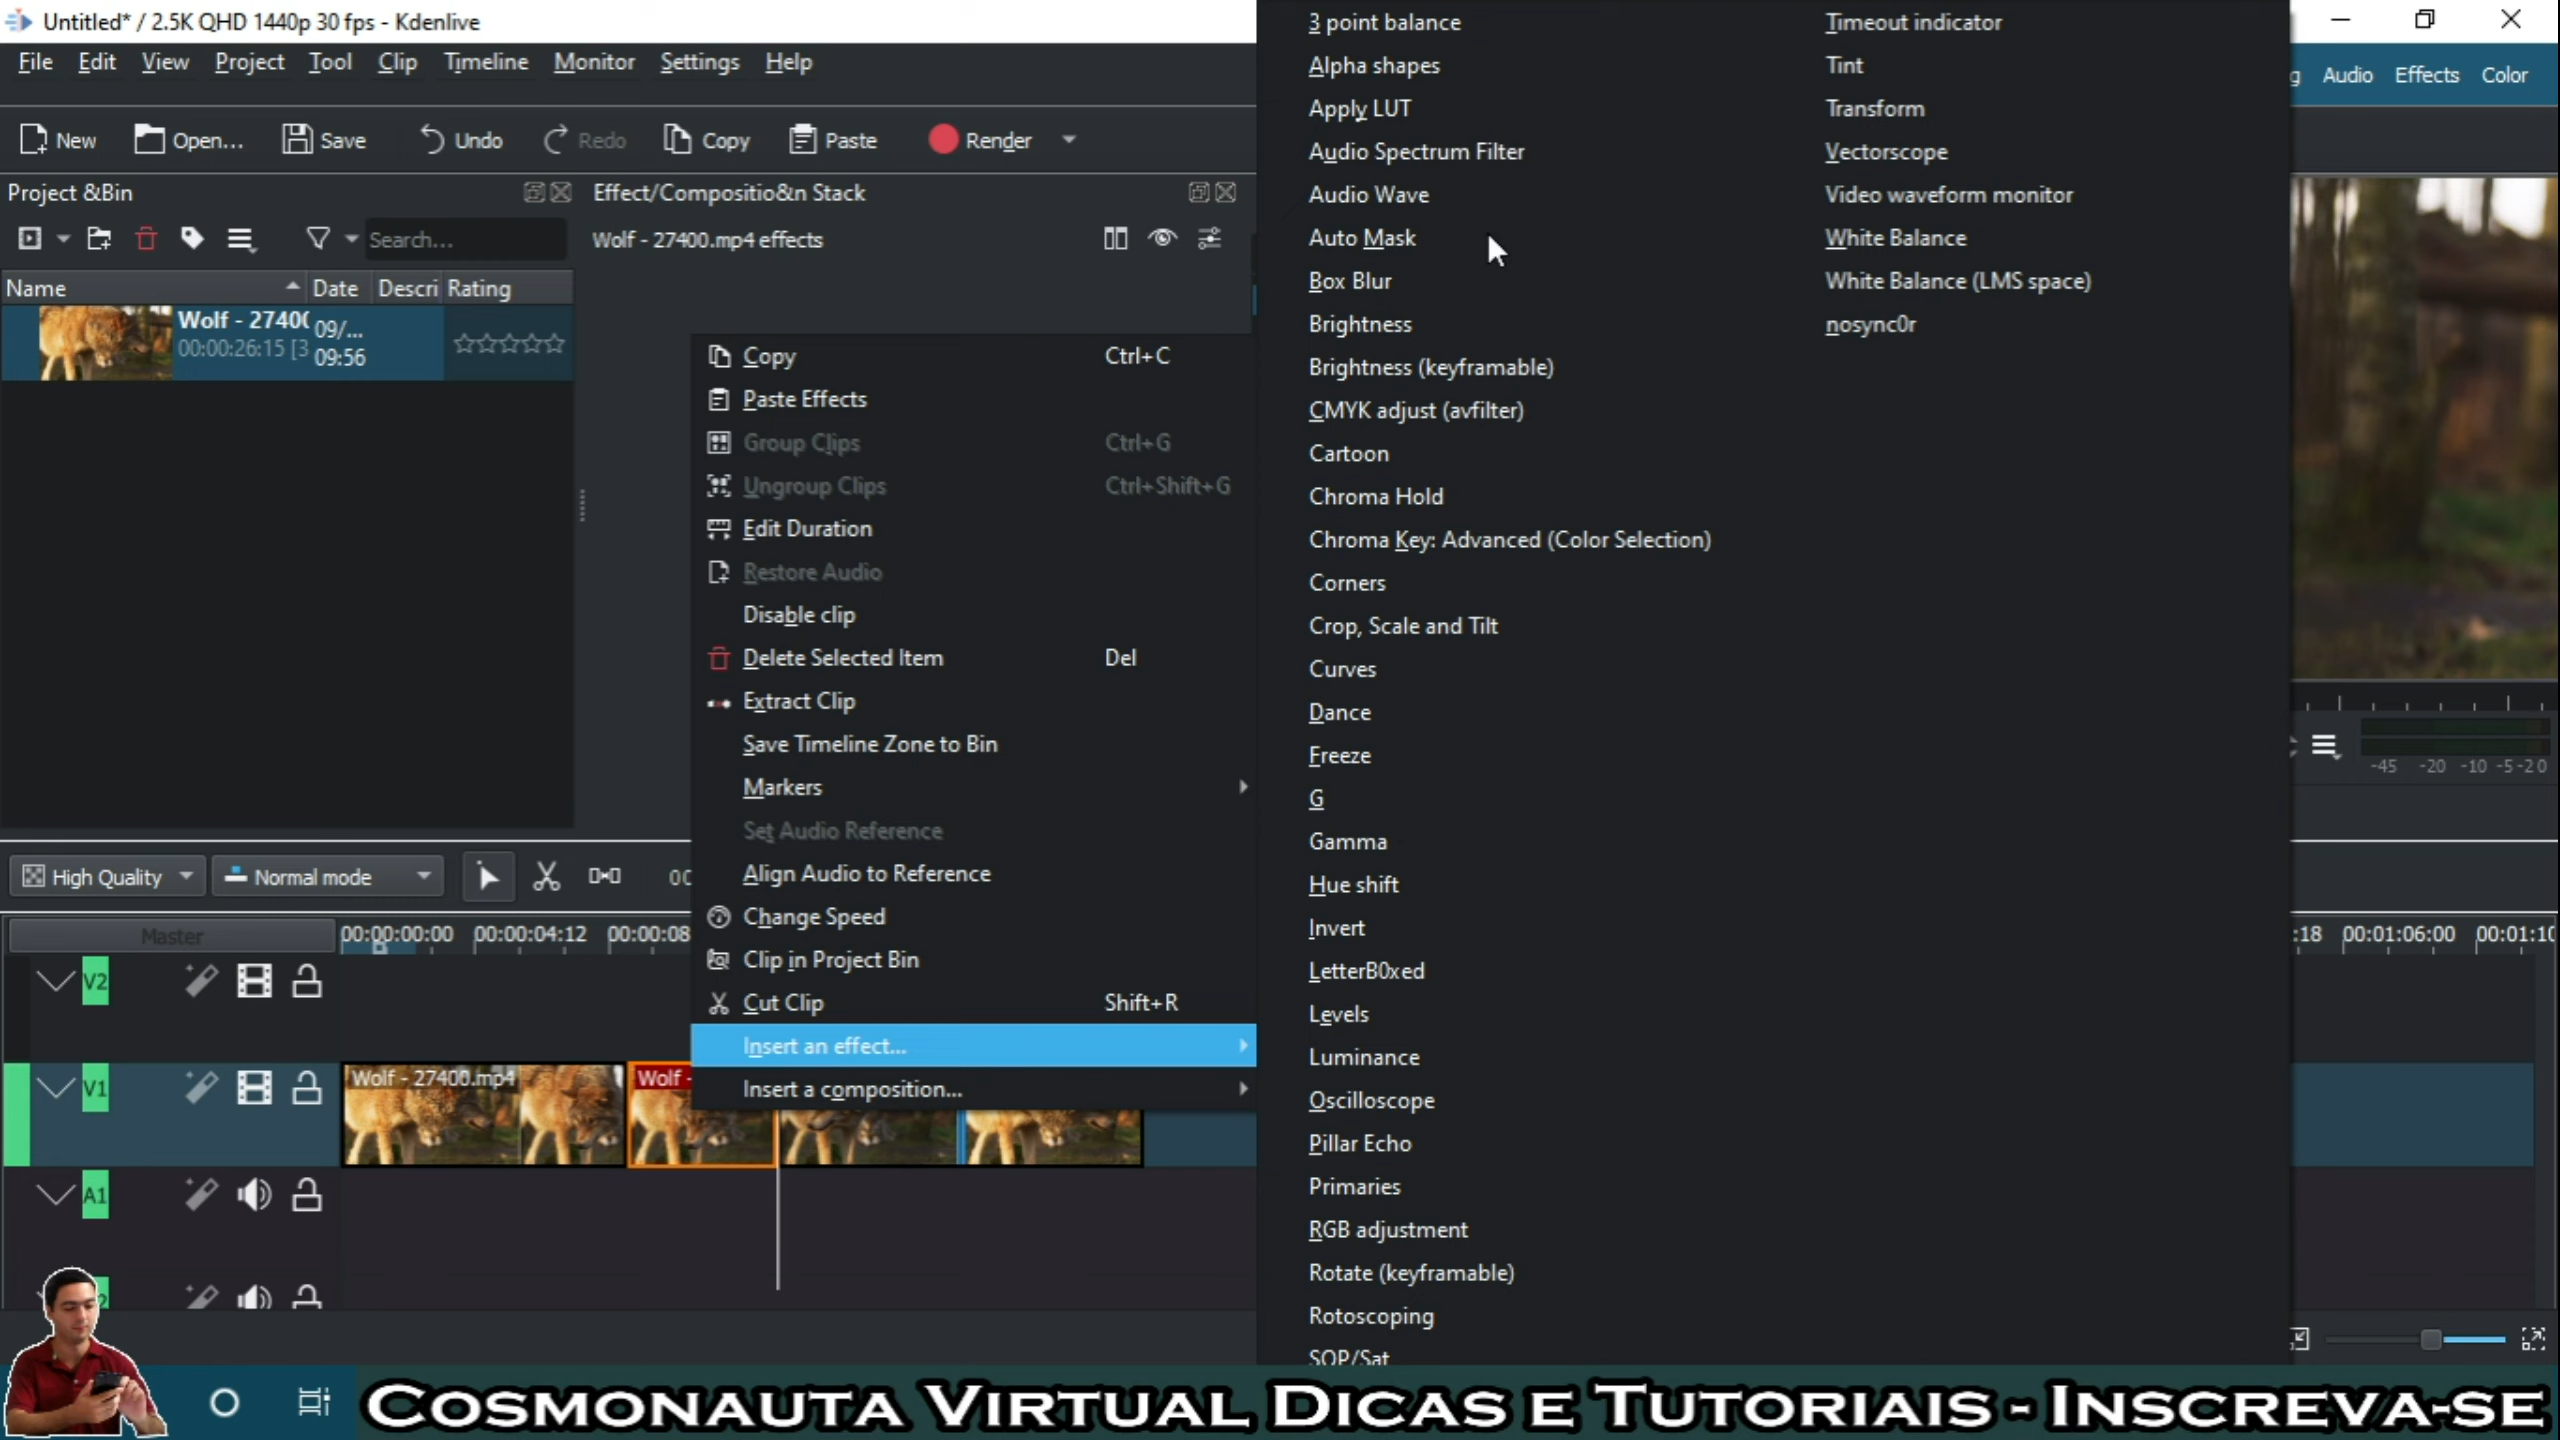 Untitled* / 2.5K QHD 1440p 30 fps - Kdenlive
File Edit View Project Tool Clip Timeline Monitor Settings Help
Audio Effects Color
New Open... Save Undo Redo Copy Paste Render
Project &Bin
Effect/Compositio&n Stack
Search...
Wolf - 27400.mp4 effects
Name Date Descri Rating
Wolf - 2740(
00:00:26:15 [3
09/...
09:56
Copy Ctrl+C
Paste Effects
Group Clips Ctrl+G
Ungroup Clips Ctrl+Shift+G
Edit Duration
Restore Audio
Disable clip
Delete Selected Item Del
Extract Clip
Save Timeline Zone to Bin
Markers
Set Audio Reference
Align Audio to Reference
Change Speed
Clip in Project Bin
Cut Clip Shift+R
Insert an effect...
Insert a composition...
3 point balance
Alpha shapes
Apply LUT
Audio Spectrum Filter
Audio Wave
Auto Mask
Box Blur
Brightness
Brightness (keyframable)
CMYK adjust (avfilter)
Cartoon
Chroma Hold
Chroma Key: Advanced (Color Selection)
Corners
Crop, Scale and Tilt
Curves
Dance
Freeze
G
Gamma
Hue shift
Invert
LetterB0xed
Levels
Luminance
Oscilloscope
Pillar Echo
Primaries
RGB adjustment
Rotate (keyframable)
Rotoscoping
SOP/Sat
Timeout indicator
Tint
Transform
Vectorscope
Video waveform monitor
White Balance
White Balance (LMS space)
nosync0r
-45 -20 -10 -5 -2 0
High Quality Normal mode 00
Master 00:00:00:00 00:00:04:12 00:00:08 :18 00:01:06:00 00:01:10
V2
V1 Wolf - 27400.mp4 Wolf -
A1
2
Cosmonauta Virtual Dicas e Tutoriais - Inscreva-se